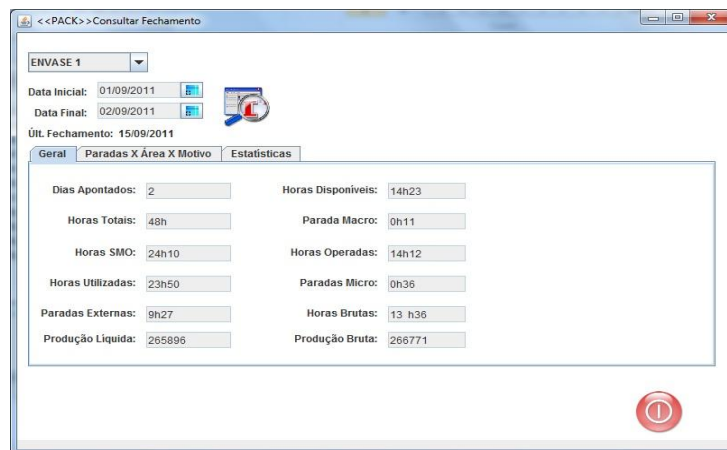 <<PACK>>Consultar Fechamento
ENVASE 1
Data Inicial: 01/09/2011
Data Final: 02/09/2011
Últ. Fechamento: 15/09/2011
Geral Paradas X Área X Motivo Estatísticas
Dias Apontados: 2 Horas Disponíveis: 14h23
Horas Totais: 48h Parada Macro: 0h11
Horas SMO: 24h10 Horas Operadas: 14h12
Horas Utilizadas: 23h50 Paradas Micro: 0h36
Paradas Externas: 9h27 Horas Brutas: 13 h36
Produção Líquida: 265896 Produção Bruta: 266771